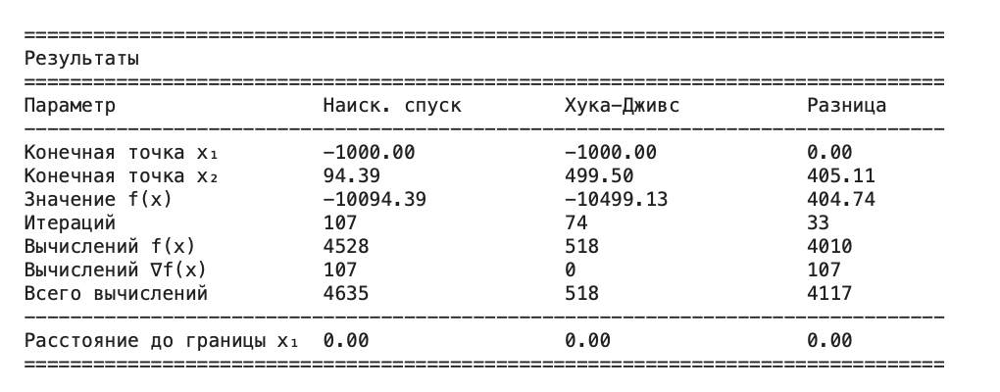 ================================================================================
Результаты
================================================================================
Параметр Наиск. спуск Хука-Дживс Разница
--------------------------------------------------------------------------------
Конечная точка x₁ -1000.00 -1000.00 0.00
Конечная точка x₂ 94.39 499.50 405.11
Значение f(x) -10094.39 -10499.13 404.74
Итераций 107 74 33
Вычислений f(x) 4528 518 4010
Вычислений ∇f(x) 107 0 107
Всего вычислений 4635 518 4117
--------------------------------------------------------------------------------
Расстояние до границы x₁ 0.00 0.00 0.00
================================================================================